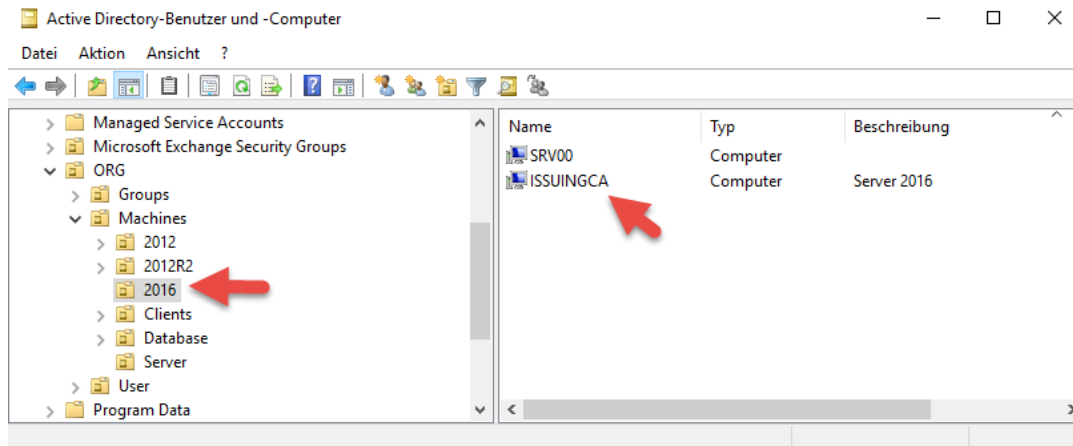 Active Directory-Benutzer und -Computer
Datei Aktion Ansicht ?
Managed Service Accounts
Microsoft Exchange Security Groups
ORG
Groups
Machines
2012
2012R2
2016
Clients
Database
Server
User
Program Data
Name Typ Beschreibung
SRV00 Computer
ISSUINGCA Computer Server 2016